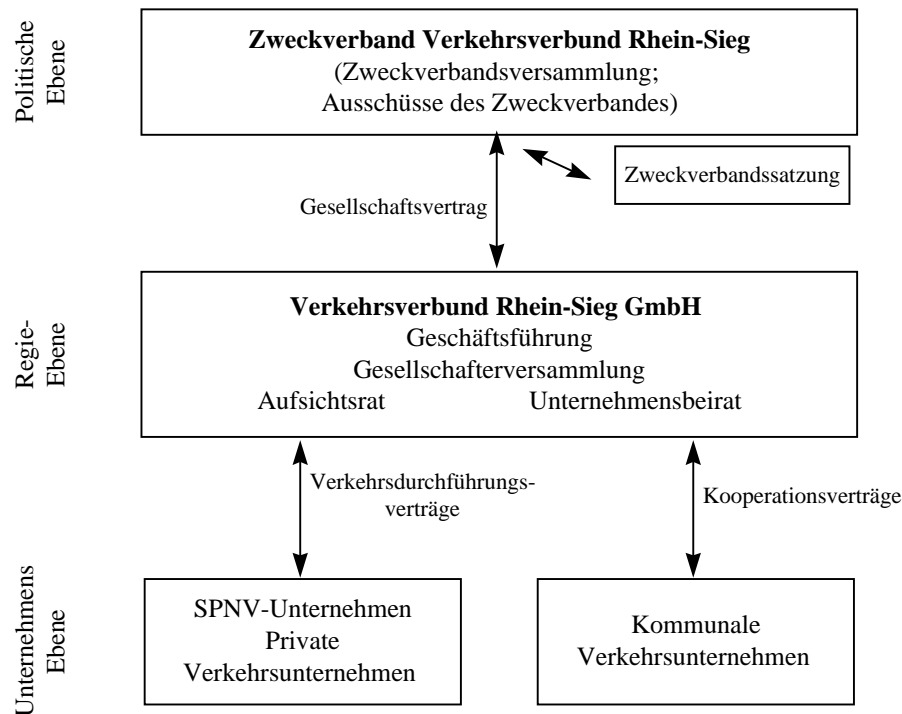 Politische
Ebene
Zweckverband Verkehrsverbund Rhein-Sieg
(Zweckverbandsversammlung;
Ausschüsse des Zweckverbandes)
Zweckverbandssatzung
Gesellschaftsvertrag
Regie-
Ebene
Verkehrsverbund Rhein-Sieg GmbH
Geschäftsführung
Gesellschafterversammlung
Aufsichtsrat Unternehmensbeirat
Verkehrsdurchführungs-
verträge
Kooperationsverträge
Unternehmens
Ebene
SPNV-Unternehmen
Private
Verkehrsunternehmen
Kommunale
Verkehrsunternehmen